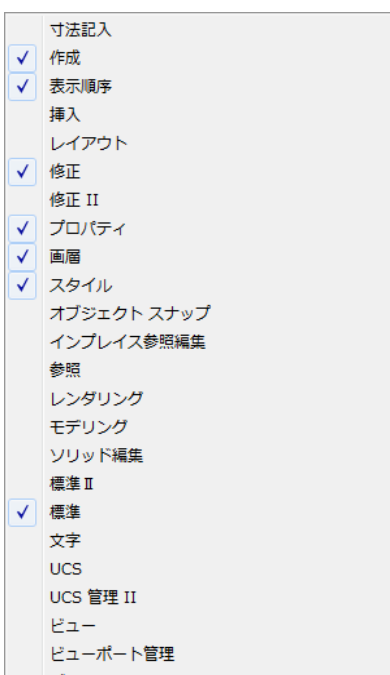 寸法記入
作成
表示順序
挿入
レイアウト
修正
修正 II
プロパティ
画層
スタイル
オブジェクト スナップ
インプレイス参照編集
参照
レンダリング
モデリング
ソリッド編集
標準Ⅱ
標準
文字
UCS
UCS 管理 II
ビュー
ビューポート管理